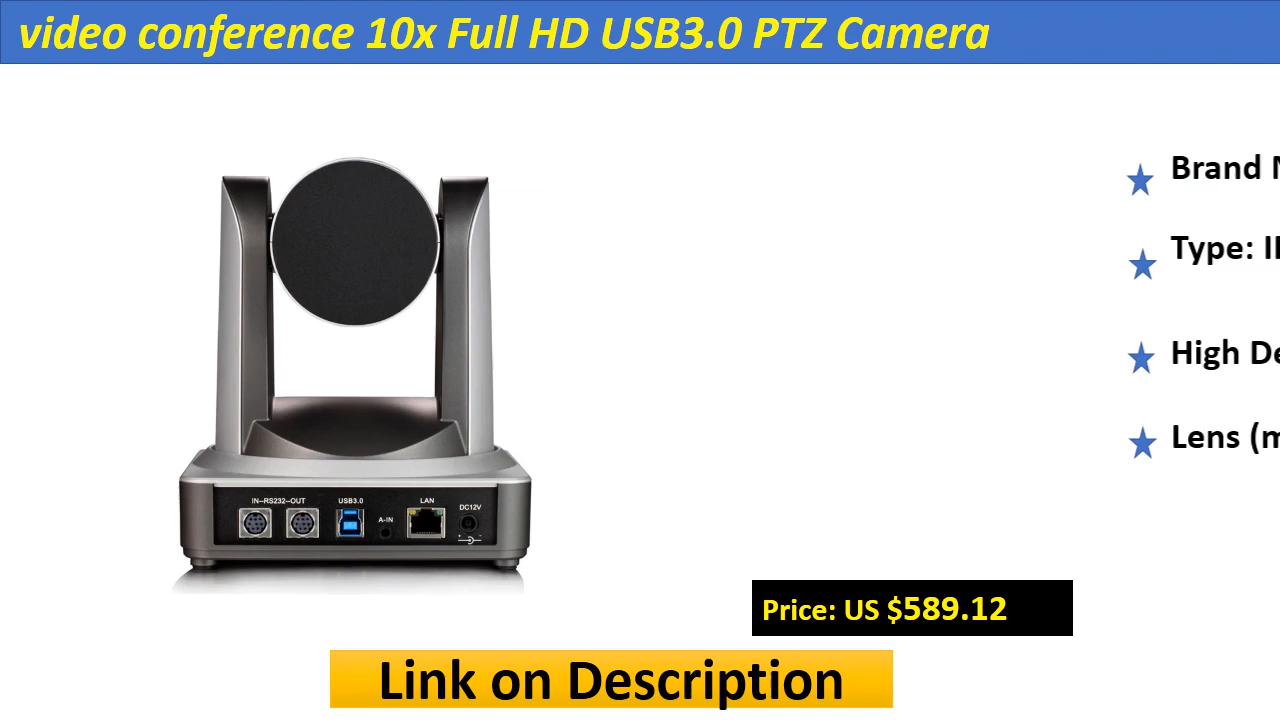 video conference 10x Full HD USB3.0 PTZ Camera
Brand
Type:
High
Lens
IN-RS232-OUT
USB3.0
A-IN
LAN
DC12V
Price: US $589.12
Link on Description